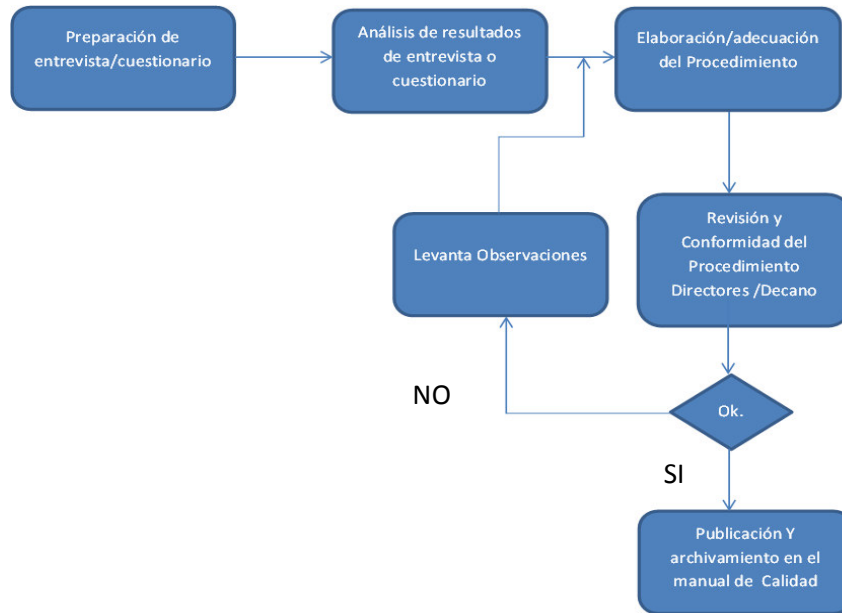 Preparación de
entrevista/cuestionario
Análisis de resultados
de entrevista o
cuestionario
Elaboración/adecuación
del Procedimiento
Levanta Observaciones
Revisión y
Conformidad del
Procedimiento
Directores /Decano
NO
Ok.
SI
Publicación Y
archivamiento en el
manual de Calidad